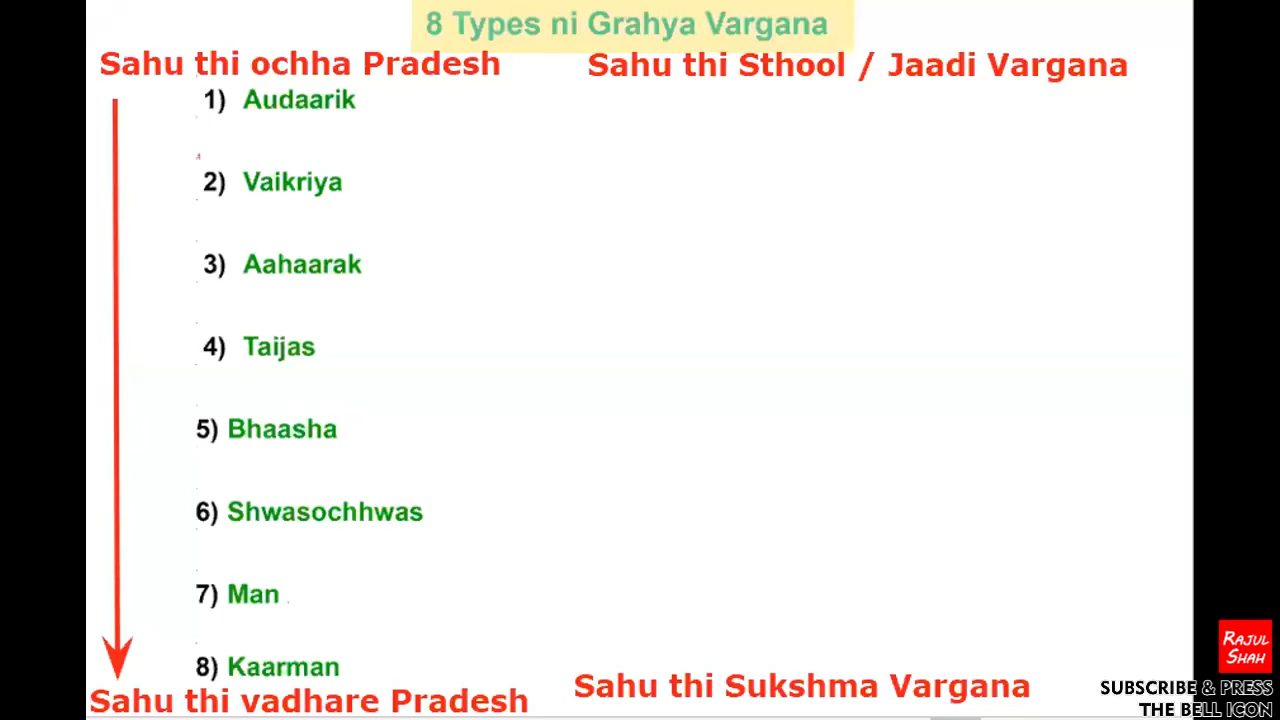 8 Types ni Grahya Vargana
Sahu thi ochha Pradesh
Sahu thi Sthool / Jaadi Vargana
1) Audaarik
2) Vaikriya
3) Aahaarak
4) Taijas
5) Bhaasha
6) Shwasochhwas
7) Man
8) Kaarman
Sahu thi vadhare Pradesh
Sahu thi Sukshma Vargana
RAJUL
SHAH
SUBSCRIBE & PRESS
THE BELL ICON